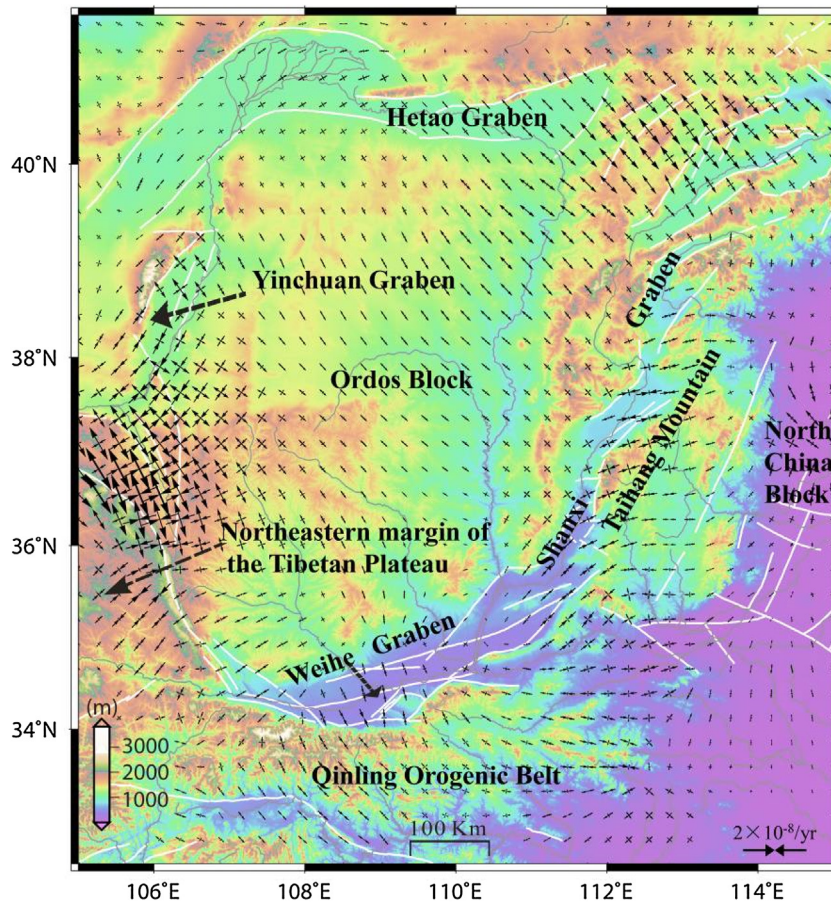 Hetao Graben
40°N
Yinchuan Graben
Graben
38°N
Ordos Block
Taihang Mountain
North
China
Block
Shanxi
36°N
Northeastern margin of
the Tibetan Plateau
Weihe Graben
(m)
3000
2000
1000
34°N
Qinling Orogenic Belt
100 Km
2×10⁻⁸/yr
106°E
108°E
110°E
112°E
114°E